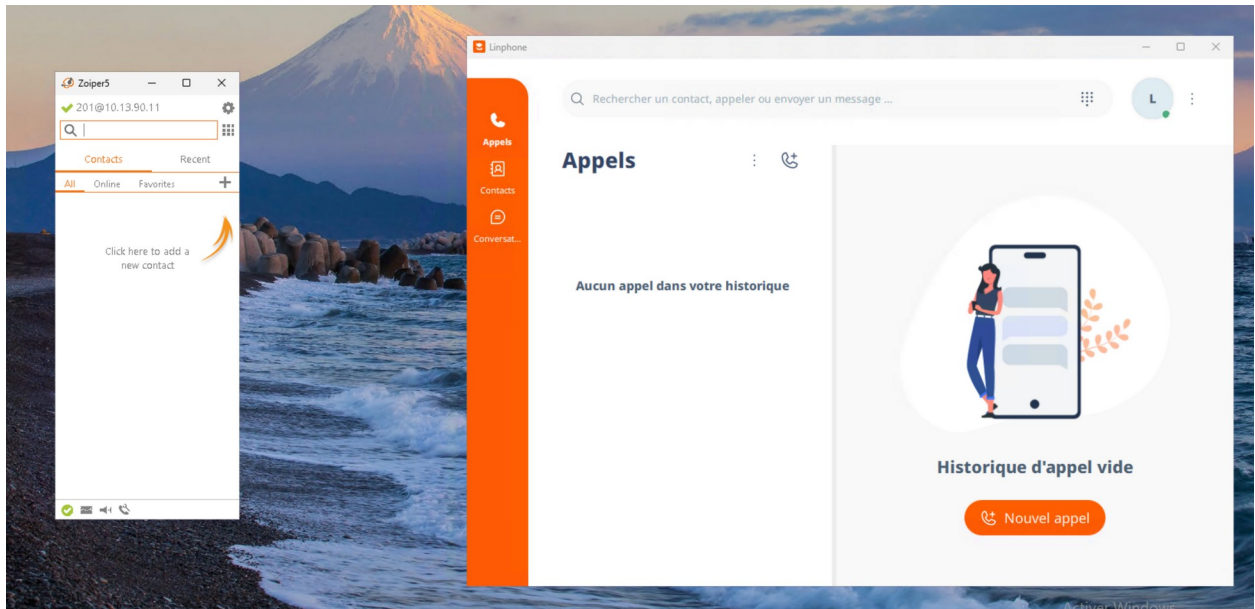 Zoiper5
201@10.13.90.11
Contacts Recent
All Online Favorites
Click here to add a
new contact
Linphone
Rechercher un contact, appeler ou envoyer un message ...
L
Appels
Contacts
Conversat...
Appels
Aucun appel dans votre historique
Historique d'appel vide
Nouvel appel
Activer Windows